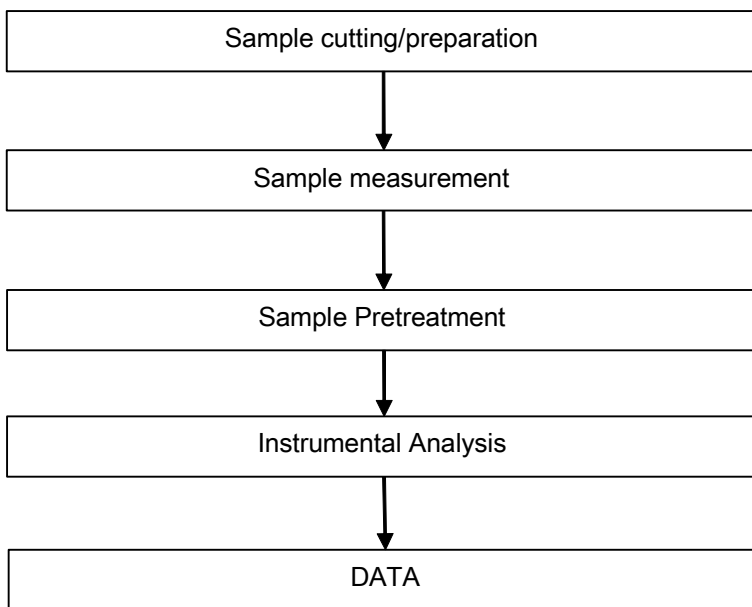 Sample cutting/preparation
Sample measurement
Sample Pretreatment
Instrumental Analysis
DATA